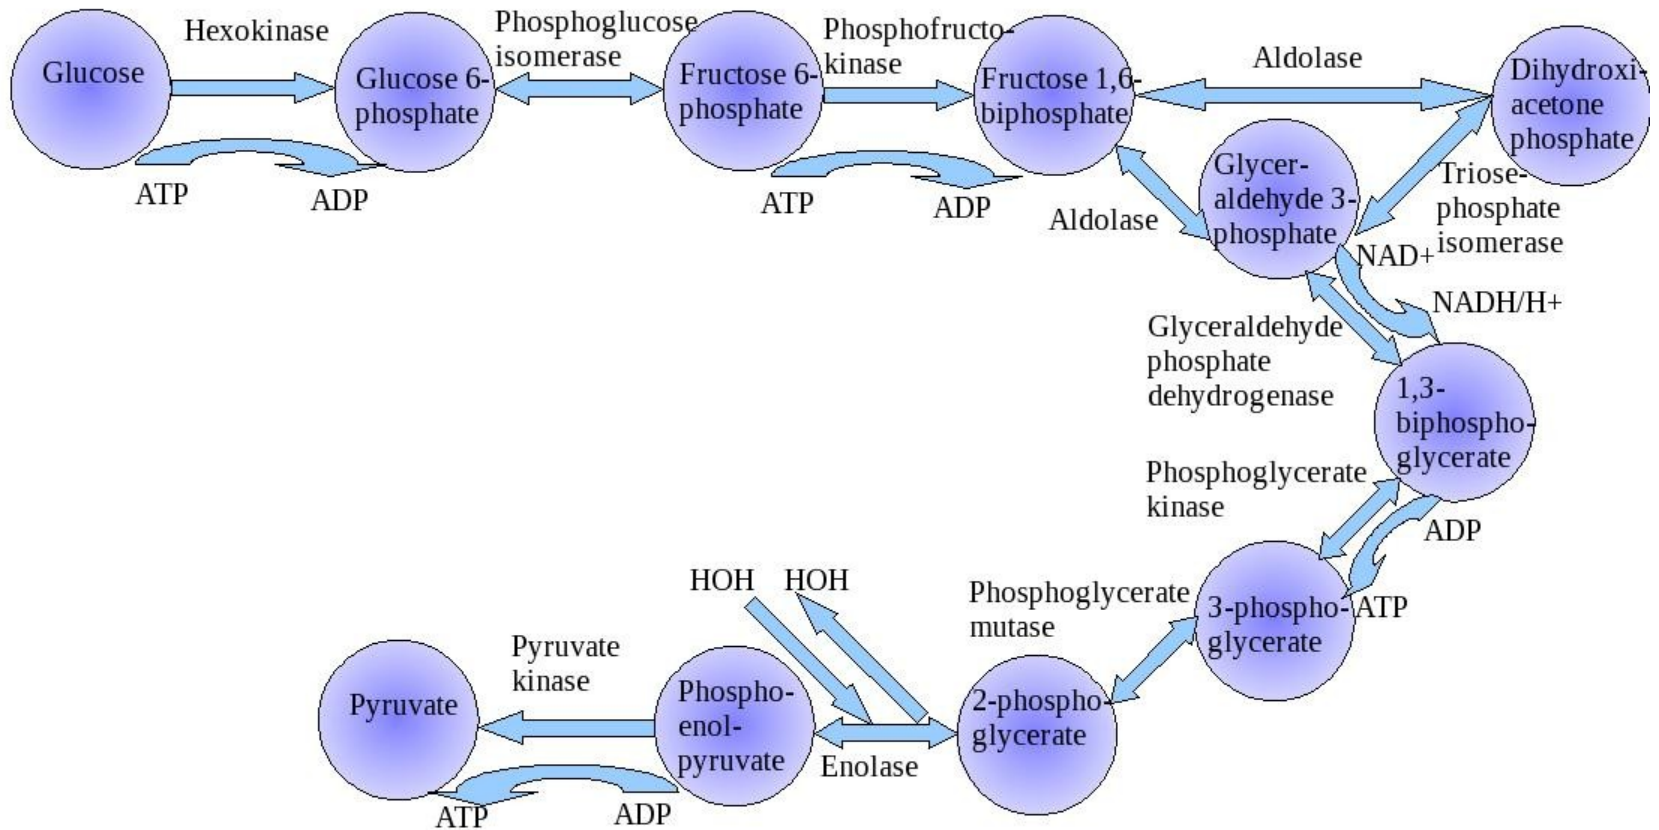 Glucose
Hexokinase
ATP
ADP
Glucose 6-
phosphate
Phosphoglucose
isomerase
Fructose 6-
phosphate
Phosphofructo-
kinase
ATP
ADP
Fructose 1,6-
biphosphate
Aldolase
Dihydroxi-
acetone
phosphate
Aldolase
Glycer-
aldehyde 3-
phosphate
Triose-
phosphate
isomerase
NAD+
NADH/H+
Glyceraldehyde
phosphate
dehydrogenase
1,3-
biphospho-
glycerate
Phosphoglycerate
kinase
ADP
ATP
3-phospho-
glycerate
Phosphoglycerate
mutase
2-phospho-
glycerate
HOH
HOH
Enolase
Phospho-
enol-
pyruvate
Pyruvate
kinase
ATP
ADP
Pyruvate